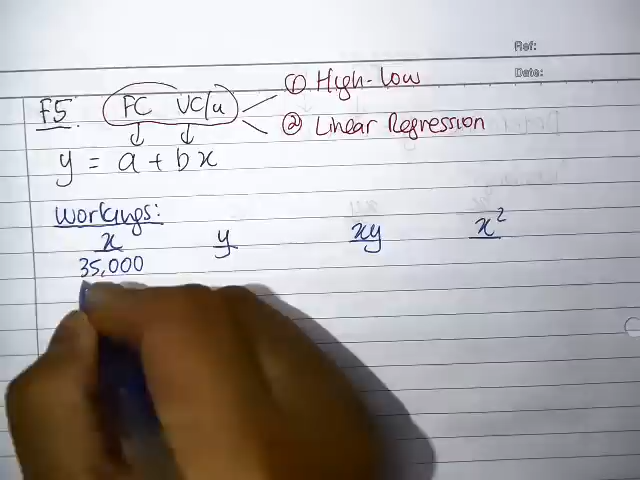 Ref:
Date:
F5. FC VC/u ① High-low
② Linear Regression
y = a + bx
Workings:
x y xy x²
35,000